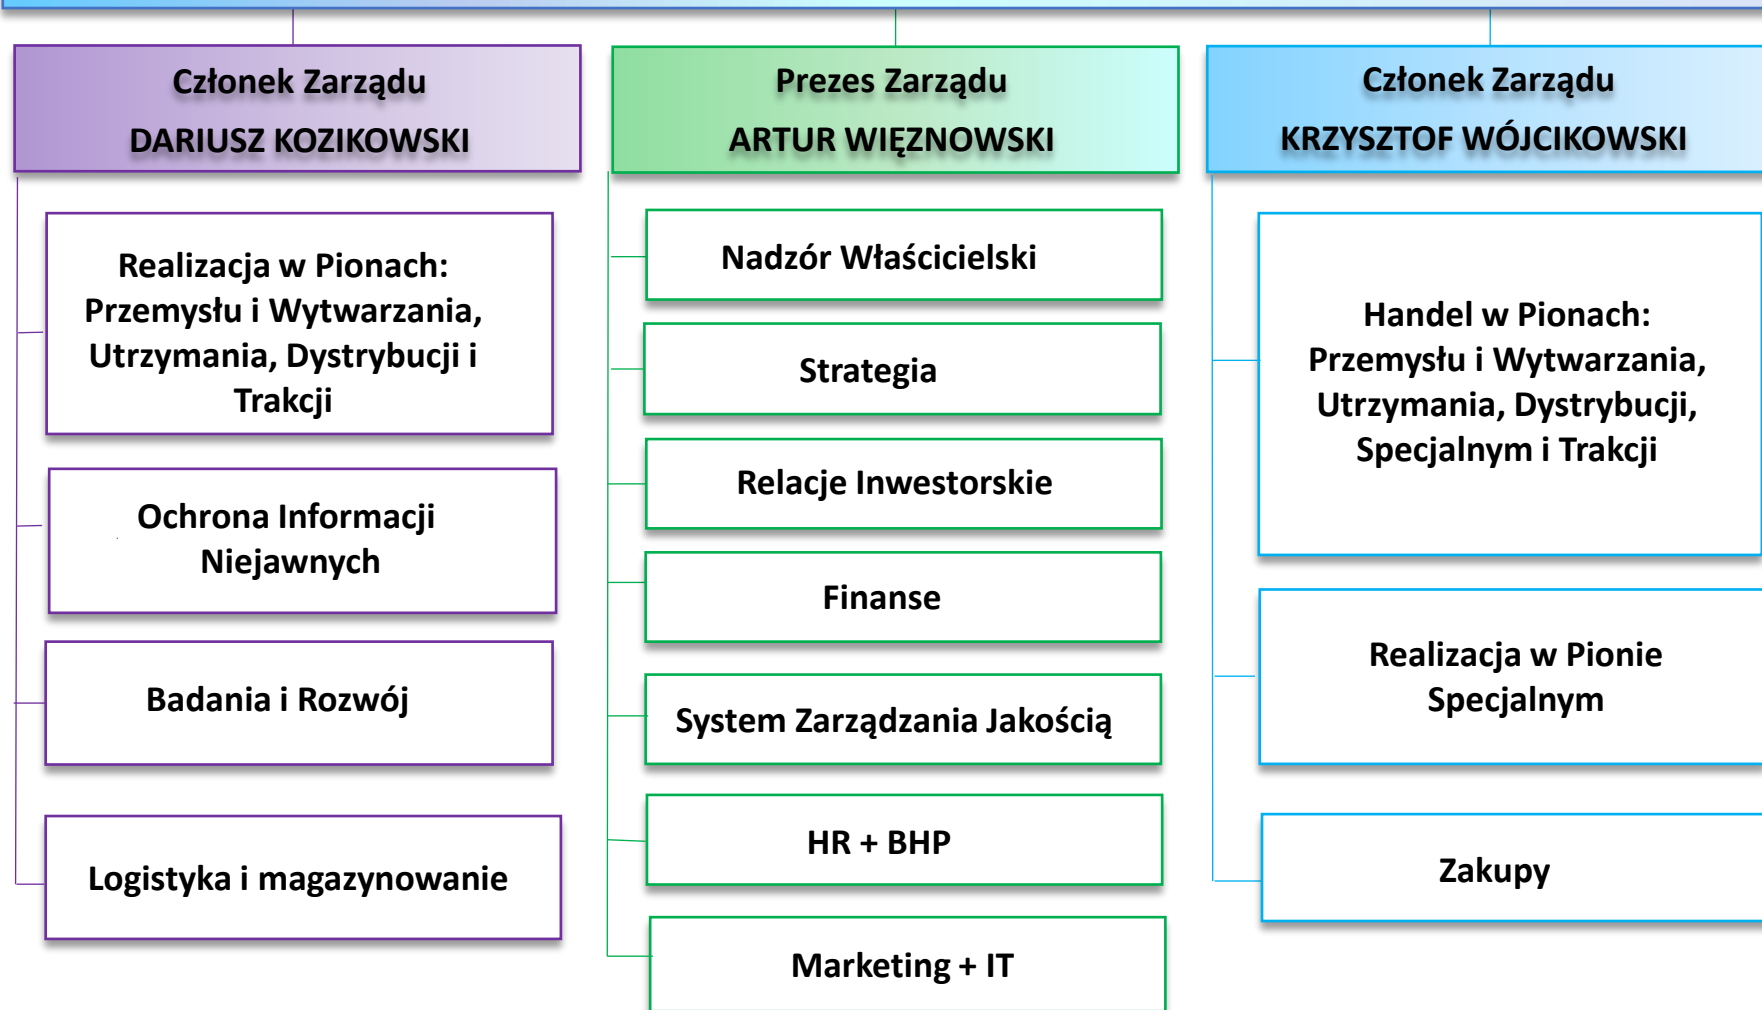 Członek Zarządu
DARIUSZ KOZIKOWSKI
Realizacja w Pionach:
Przemysłu i Wytwarzania,
Utrzymania, Dystrybucji i
Trakcji
Ochrona Informacji
Niejawnych
Badania i Rozwój
Logistyka i magazynowanie
Prezes Zarządu
ARTUR WIĘZNOWSKI
Nadzór Właścicielski
Strategia
Relacje Inwestorskie
Finanse
System Zarządzania Jakością
HR + BHP
Marketing + IT
Członek Zarządu
KRZYSZTOF WÓJCIKOWSKI
Handel w Pionach:
Przemysłu i Wytwarzania,
Utrzymania, Dystrybucji,
Specjalnym i Trakcji
Realizacja w Pionie
Specjalnym
Zakupy